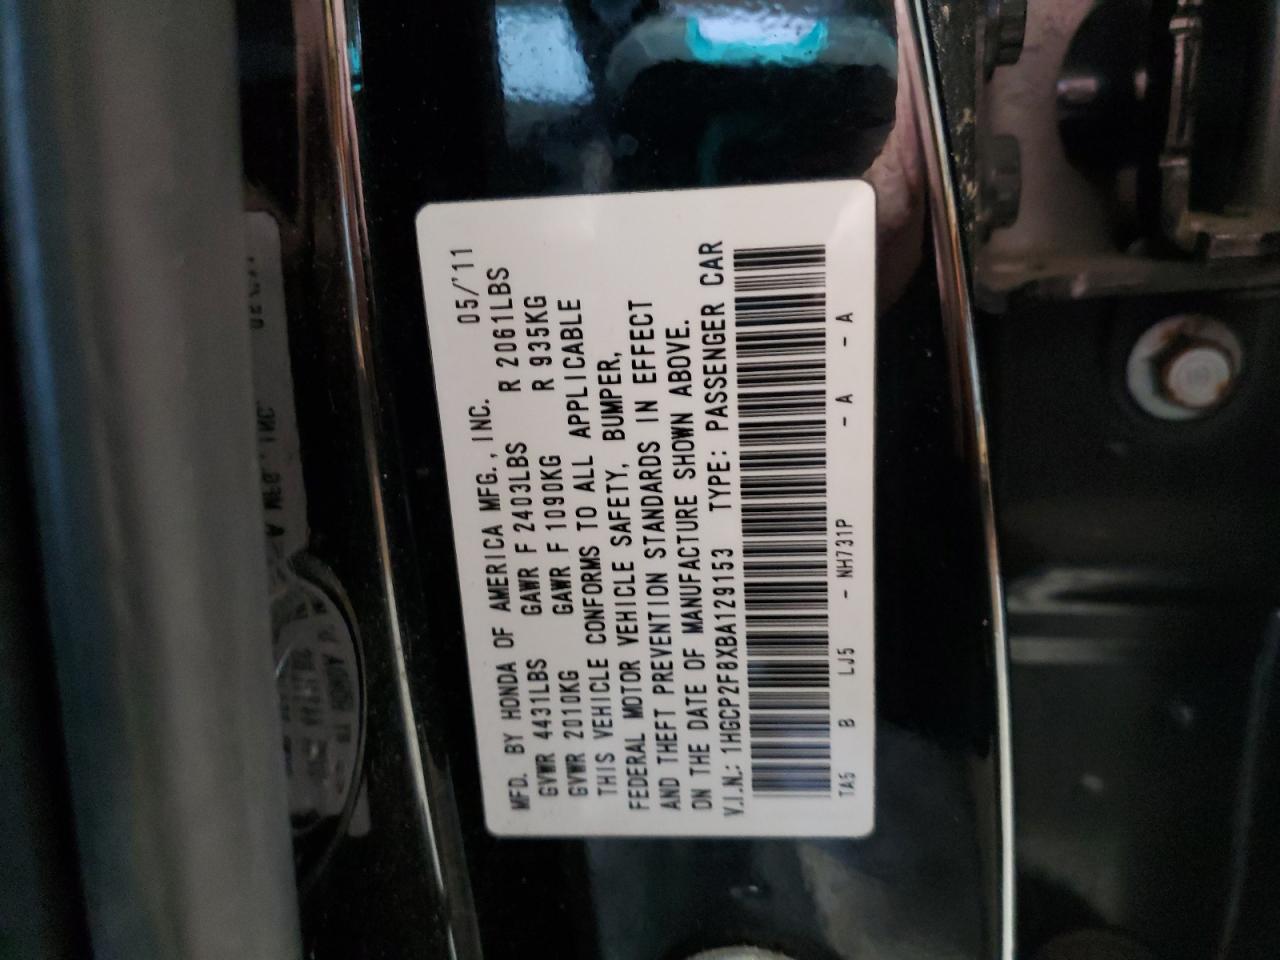 MFD. BY HONDA OF AMERICA MFG., INC. 05/'11
GVWR 4431LBS GAWR F 2403LBS R 2061LBS
GVWR 2010KG GAWR F 1090KG R 935KG
THIS VEHICLE CONFORMS TO ALL APPLICABLE
FEDERAL MOTOR VEHICLE SAFETY, BUMPER,
AND THEFT PREVENTION STANDARDS IN EFFECT
ON THE DATE OF MANUFACTURE SHOWN ABOVE.
V.I.N.: 1HGCP2F8XBA129153 TYPE: PASSENGER CAR
TA5 B LJ5 - NH731P - A - A